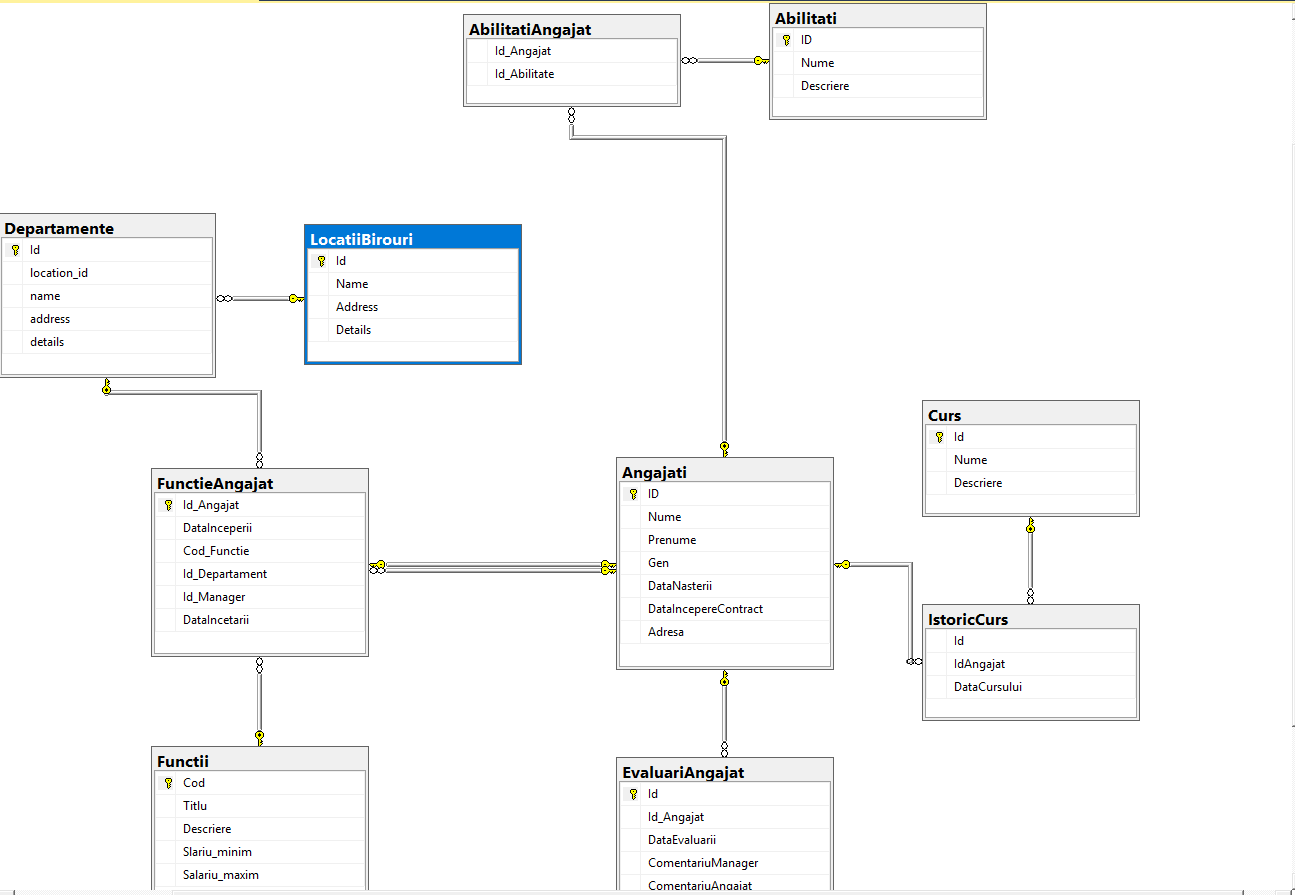 AbilitatiAngajat
Id_Angajat
Id_Abilitate
Abilitati
ID
Nume
Descriere
Departamente
Id
location_id
name
address
details
LocatiiBirouri
Id
Name
Address
Details
FunctieAngajat
Id_Angajat
DataInceperii
Cod_Functie
Id_Departament
Id_Manager
DataIncetarii
Angajati
ID
Nume
Prenume
Gen
DataNasterii
DataIncepereContract
Adresa
Curs
Id
Nume
Descriere
IstoricCurs
Id
IdAngajat
DataCursului
Functii
Cod
Titlu
Descriere
Slariu_minim
Salariu_maxim
EvaluariAngajat
Id
Id_Angajat
DataEvaluarii
ComentariuManager
ComentariuAngajat